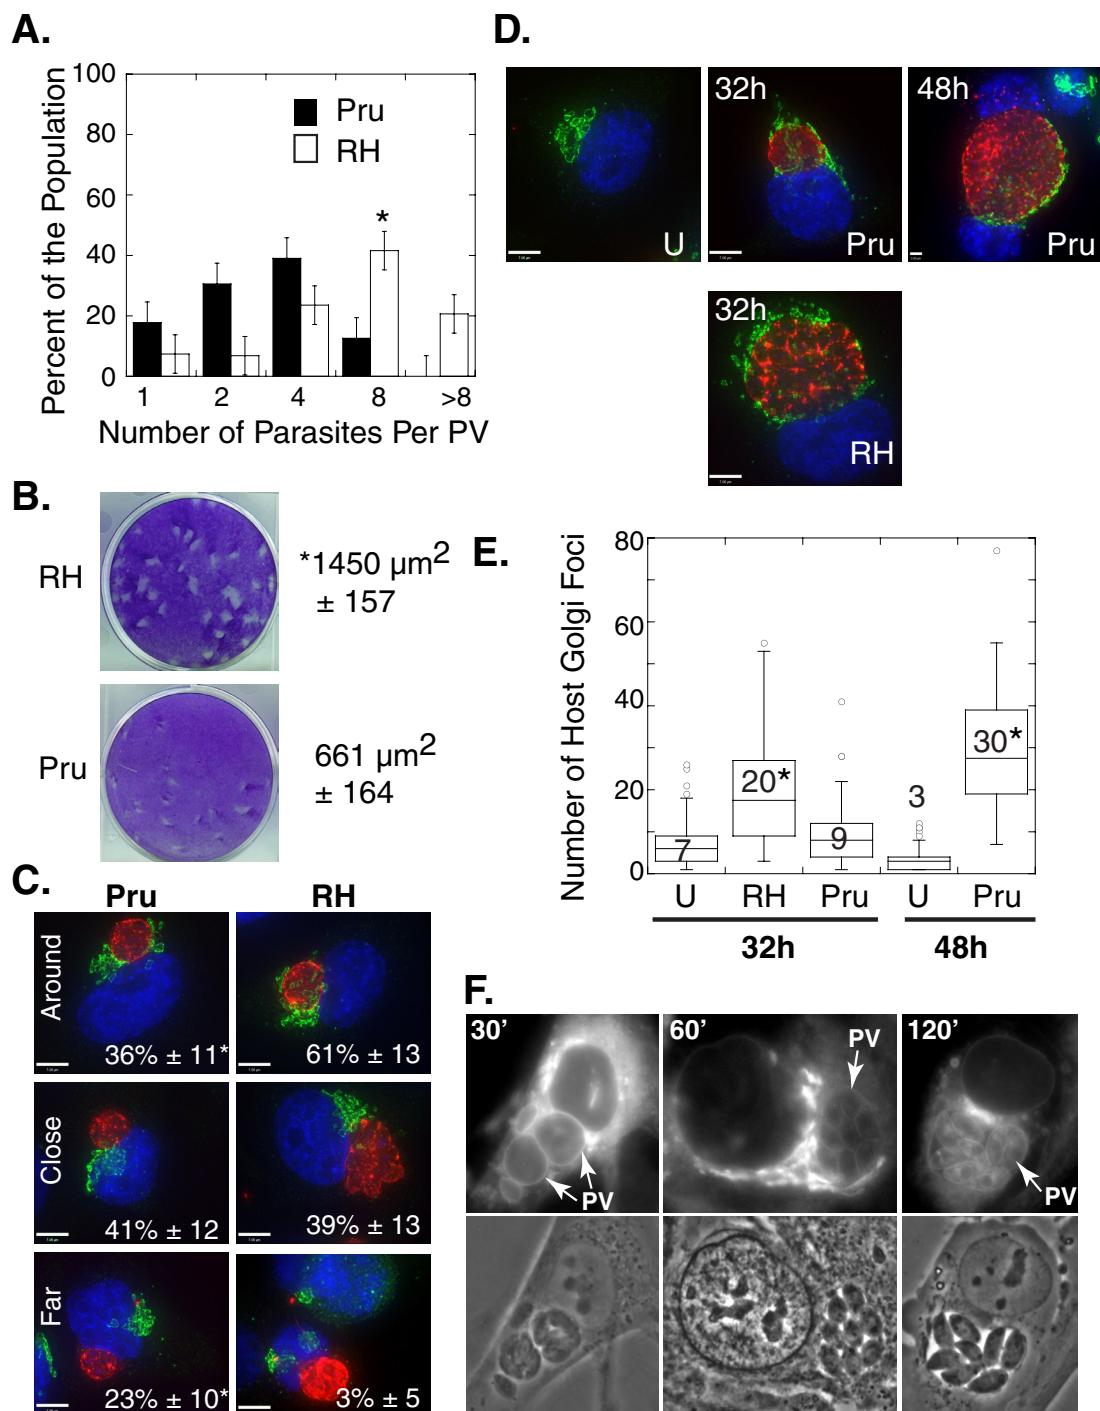 A.
Percent of the Population
100
80
60
40
20
0
Pru
RH
*
1 2 4 8 >8
Number of Parasites Per PV
B.
RH
*1450 µm2
± 157
Pru
661 µm2
± 164
C.
Pru RH
Around
36% ± 11*
61% ± 13
Close
41% ± 12
39% ± 13
Far
23% ± 10*
3% ± 5
D.
U
32h
Pru
48h
Pru
32h
RH
E.
Number of Host Golgi Foci
80
60
40
20
0
7
20*
9
3
30*
U RH Pru U Pru
32h 48h
F.
30’
PV
60’
PV
120’
PV